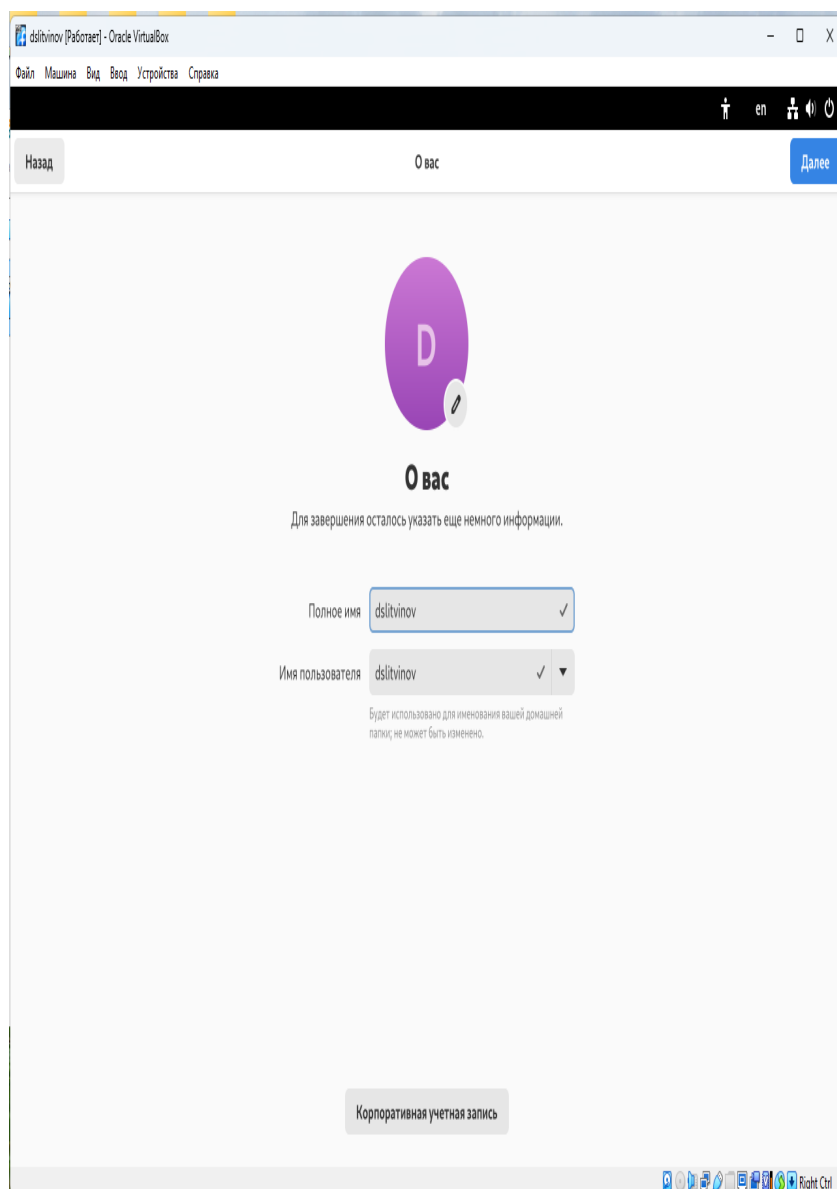 dslitvinov [Работает] - Oracle VirtualBox
Файл Машина Вид Ввод Устройства Справка
en
Назад О вас Далее
D
О вас
Для завершения осталось указать еще немного информации.
Полное имя dslitvinov
Имя пользователя dslitvinov
Будет использовано для именования вашей домашней
папки; не может быть изменено.
Корпоративная учетная запись
Right Ctrl